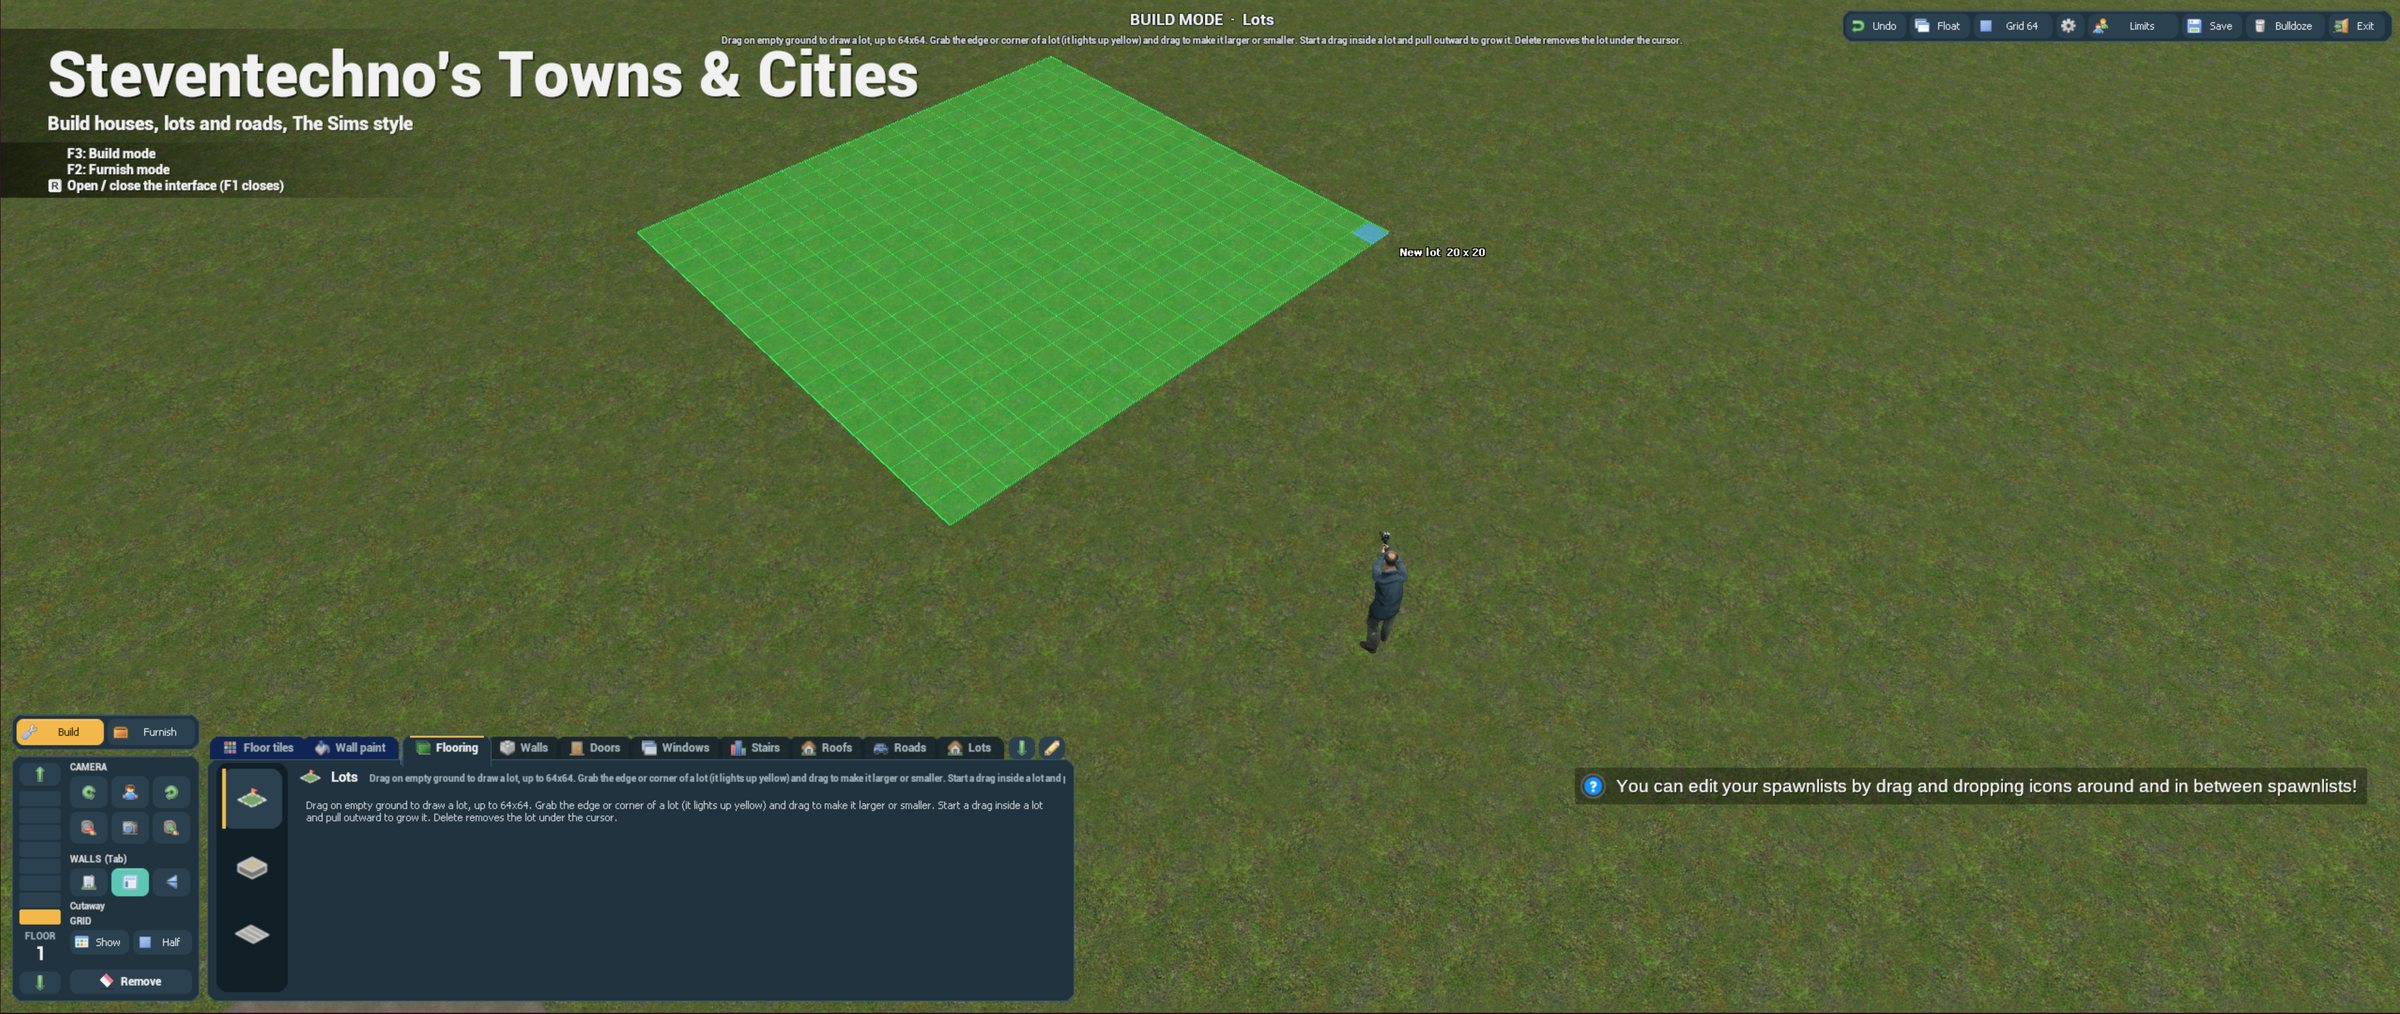 BUILD MODE · Lots
Drag on empty ground to draw a lot, up to 64x64. Grab the edge or corner of a lot (it lights up yellow) and drag to make it larger or smaller. Start a drag inside a lot and pull outward to grow it. Delete removes the lot under the cursor.
Undo
Float
Grid 64
Limits
Save
Bulldoze
Exit
Steventechno's Towns & Cities
Build houses, lots and roads, The Sims style
F3: Build mode
F2: Furnish mode
R Open / close the interface (F1 closes)
New lot 20 x 20
Build
Furnish
CAMERA
WALLS (Tab)
Cutaway
GRID
Show
Half
FLOOR
1
Remove
Floor tiles
Wall paint
Flooring
Walls
Doors
Windows
Stairs
Roofs
Roads
Lots
Lots
Drag on empty ground to draw a lot, up to 64x64. Grab the edge or corner of a lot (it lights up yellow) and drag to make it larger or smaller. Start a drag inside a lot and
Drag on empty ground to draw a lot, up to 64x64. Grab the edge or corner of a lot (it lights up yellow) and drag to make it larger or smaller. Start a drag inside a lot
and pull outward to grow it. Delete removes the lot under the cursor.
? You can edit your spawnlists by drag and dropping icons around and in between spawnlists!